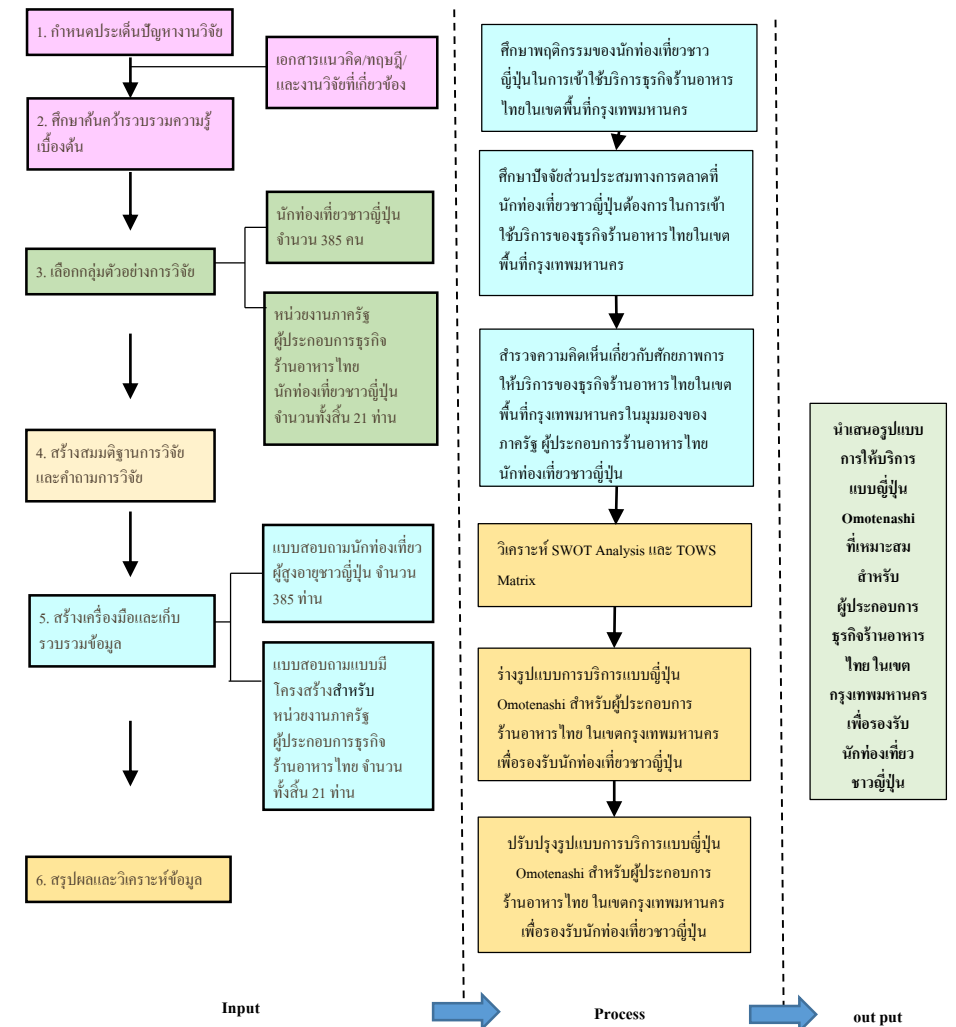 1. กำหนดประเด็นปัญหางานวิจัย
เอกสารแนวคิด/ทฤษฎี/
และงานวิจัยที่เกี่ยวข้อง
2. ศึกษาค้นคว้ารวบรวมความรู้
เบื้องต้น
นักท่องเที่ยวชาวญี่ปุ่น
จำนวน 385 คน
3. เลือกกลุ่มตัวอย่างการวิจัย
หน่วยงานภาครัฐ
ผู้ประกอบการธุรกิจ
ร้านอาหารไทย
นักท่องเที่ยวชาวญี่ปุ่น
จำนวนทั้งสิ้น 21 ท่าน
4. สร้างสมมติฐานการวิจัย
และคำถามการวิจัย
แบบสอบถามนักท่องเที่ยว
ผู้สูงอายุชาวญี่ปุ่น จำนวน
385 ท่าน
5. สร้างเครื่องมือและเก็บ
รวบรวมข้อมูล
แบบสอบถามแบบมี
โครงสร้างสำหรับ
หน่วยงานภาครัฐ
ผู้ประกอบการธุรกิจ
ร้านอาหารไทย จำนวน
ทั้งสิ้น 21 ท่าน
6. สรุปผลและวิเคราะห์ข้อมูล
Input
ศึกษาพฤติกรรมของนักท่องเที่ยวชาว
ญี่ปุ่นในการเข้าใช้บริการธุรกิจร้านอาหาร
ไทยในเขตพื้นที่กรุงเทพมหานคร
ศึกษาปัจจัยส่วนประสมทางการตลาดที่
นักท่องเที่ยวชาวญี่ปุ่นต้องการในการเข้า
ใช้บริการของธุรกิจร้านอาหารไทยในเขต
พื้นที่กรุงเทพมหานคร
สำรวจความคิดเห็นเกี่ยวกับศักยภาพการ
ให้บริการของธุรกิจร้านอาหารไทยในเขต
พื้นที่กรุงเทพมหานครในมุมมองของ
ภาครัฐ ผู้ประกอบการร้านอาหารไทย
นักท่องเที่ยวชาวญี่ปุ่น
วิเคราะห์ SWOT Analysis และ TOWS
Matrix
ร่างรูปแบบการบริการแบบญี่ปุ่น
Omotenashi สำหรับผู้ประกอบการ
ร้านอาหารไทย ในเขตกรุงเทพมหานคร
เพื่อรองรับนักท่องเที่ยวชาวญี่ปุ่น
ปรับปรุงรูปแบบการบริการแบบญี่ปุ่น
Omotenashi สำหรับผู้ประกอบการ
ร้านอาหารไทย ในเขตกรุงเทพมหานคร
เพื่อรองรับนักท่องเที่ยวชาวญี่ปุ่น
Process
นำเสนอรูปแบบ
การให้บริการ
แบบญี่ปุ่น
Omotenashi
ที่เหมาะสม
สำหรับ
ผู้ประกอบการ
ธุรกิจร้านอาหาร
ไทย ในเขต
กรุงเทพมหานคร
เพื่อรองรับ
นักท่องเที่ยว
ชาวญี่ปุ่น
out put